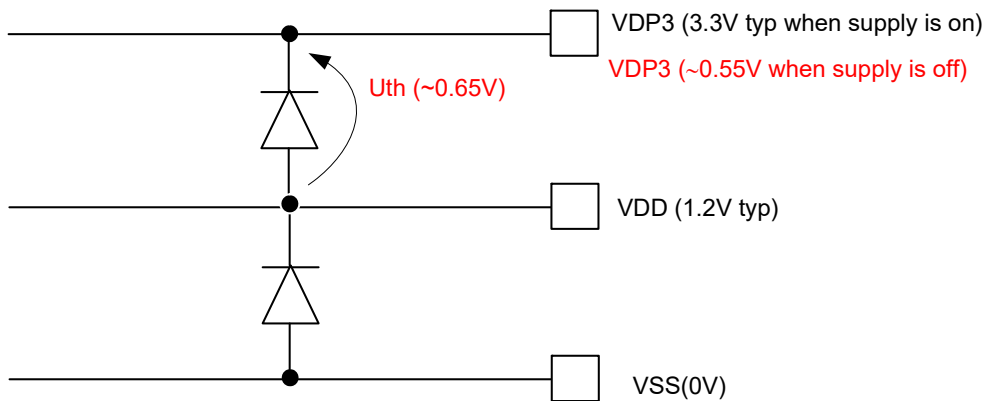 VDP3 (3.3V typ when supply is on)
VDP3 (~0.55V when supply is off)
Uth (~0.65V)
VDD (1.2V typ)
VSS(0V)